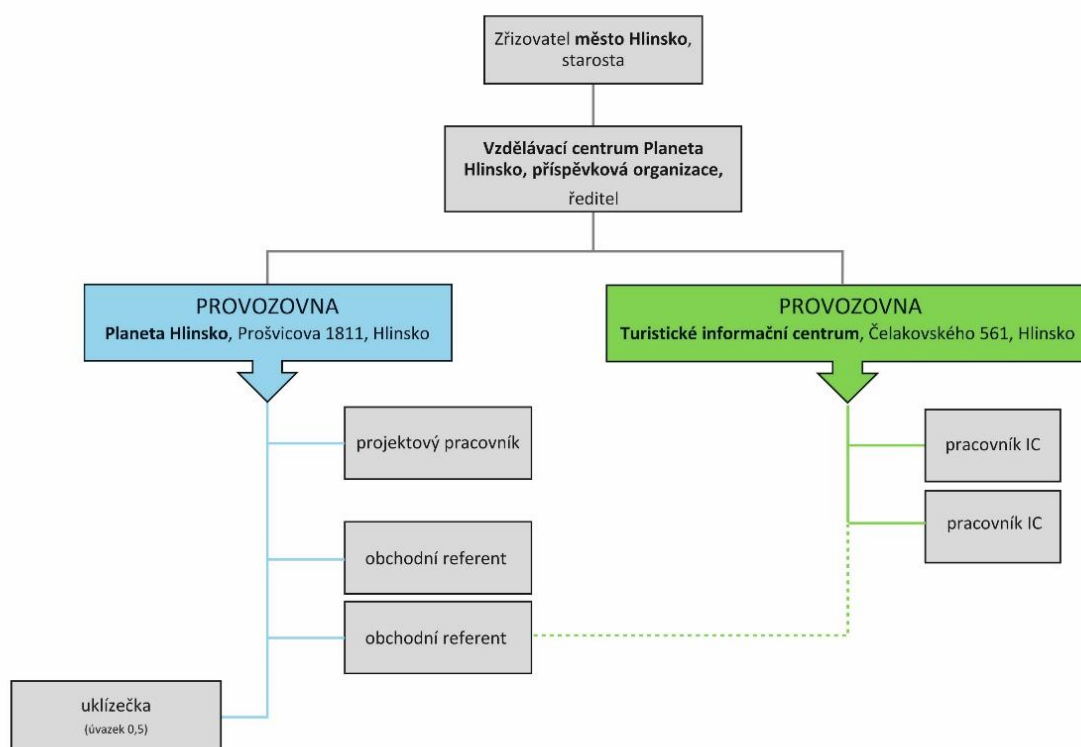 Zřizovatel město Hlinsko,
starosta
Vzdělávací centrum Planeta
Hlinsko, příspěvková organizace,
ředitel
PROVOZOVNA
Planeta Hlinsko, Prošvicova 1811, Hlinsko
PROVOZOVNA
Turistické informační centrum, Čelakovského 561, Hlinsko
projektový pracovník
obchodní referent
obchodní referent
uklízečka
(úvazek 0,5)
pracovník IC
pracovník IC